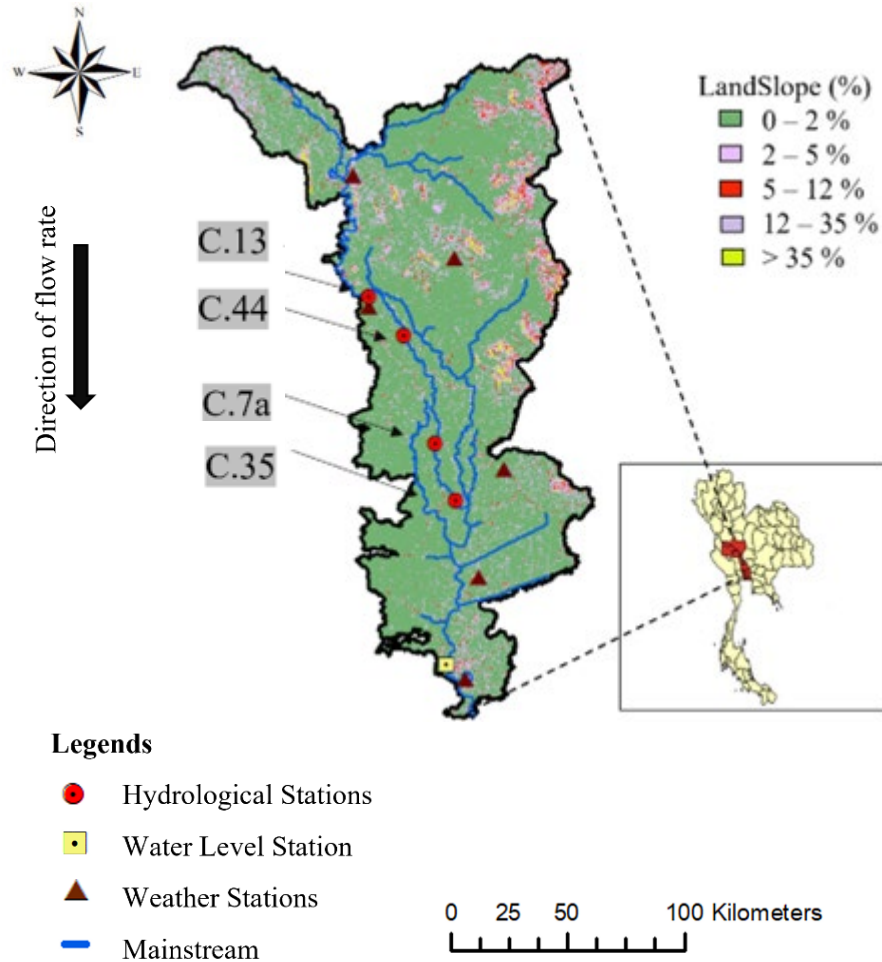 N
W
E
S
LandSlope (%)
0 – 2 %
2 – 5 %
5 – 12 %
12 – 35 %
> 35 %
Direction of flow rate
C.13
C.44
C.7a
C.35
Legends
Hydrological Stations
Water Level Station
Weather Stations
Mainstream
0 25 50 100 Kilometers